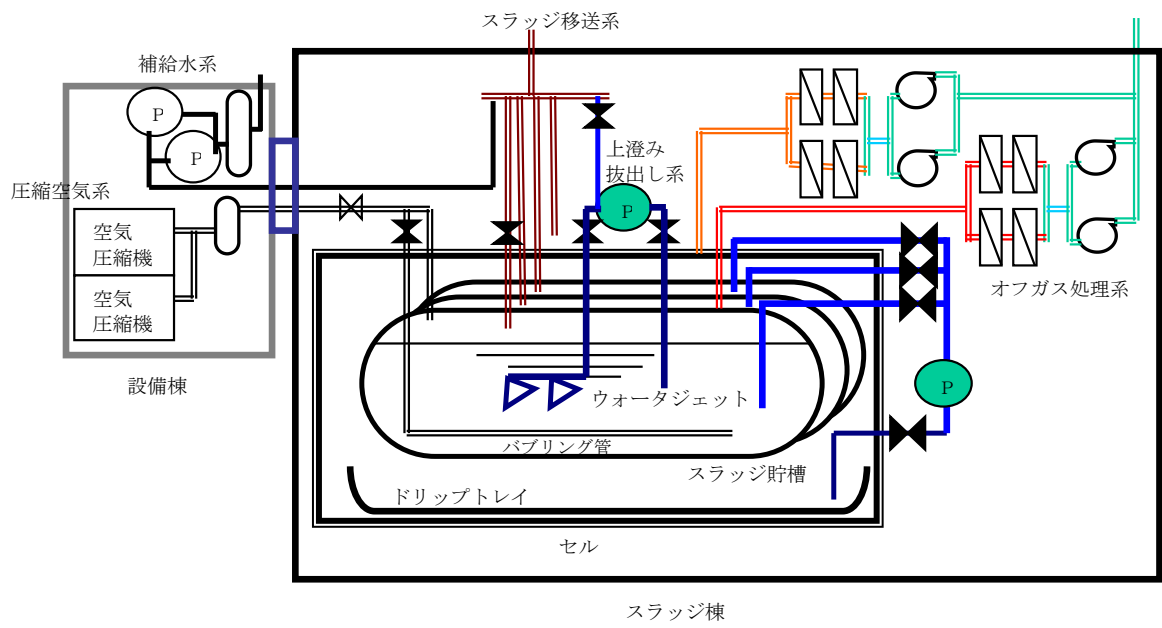 スラッジ移送系
補給水系
P
P
上澄み
抜出し系
P
圧縮空気系
空気
圧縮機
空気
圧縮機
オフガス処理系
設備棟
P
ウォータジェット
バブリング管
スラッジ貯槽
ドリップトレイ
セル
スラッジ棟